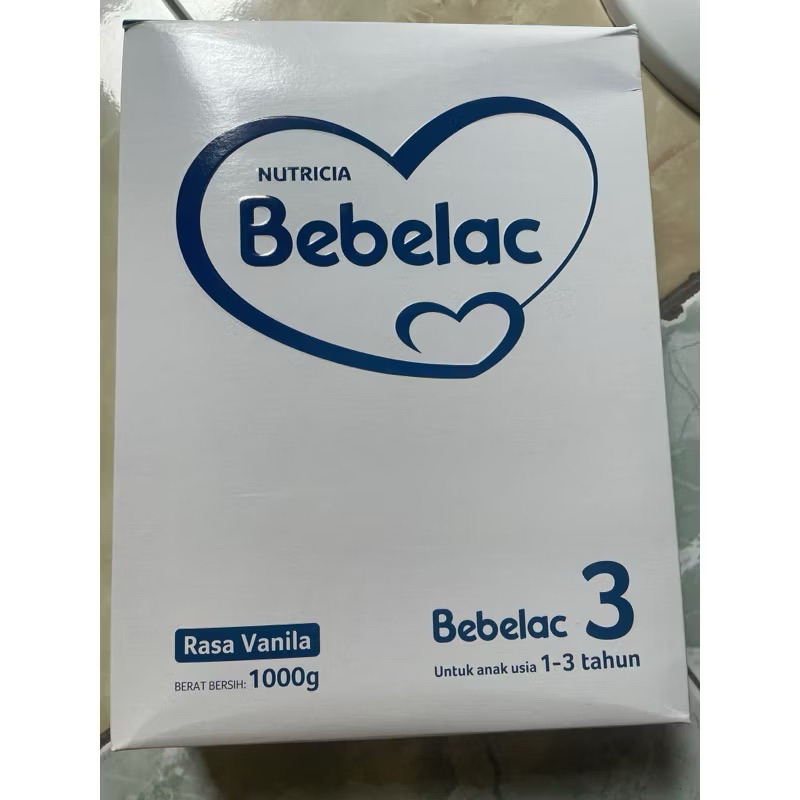 NUTRICIA
Bebelac
Rasa Vanila
BERAT BERSIH: 1000g
Bebelac 3
Untuk anak usia 1-3 tahun